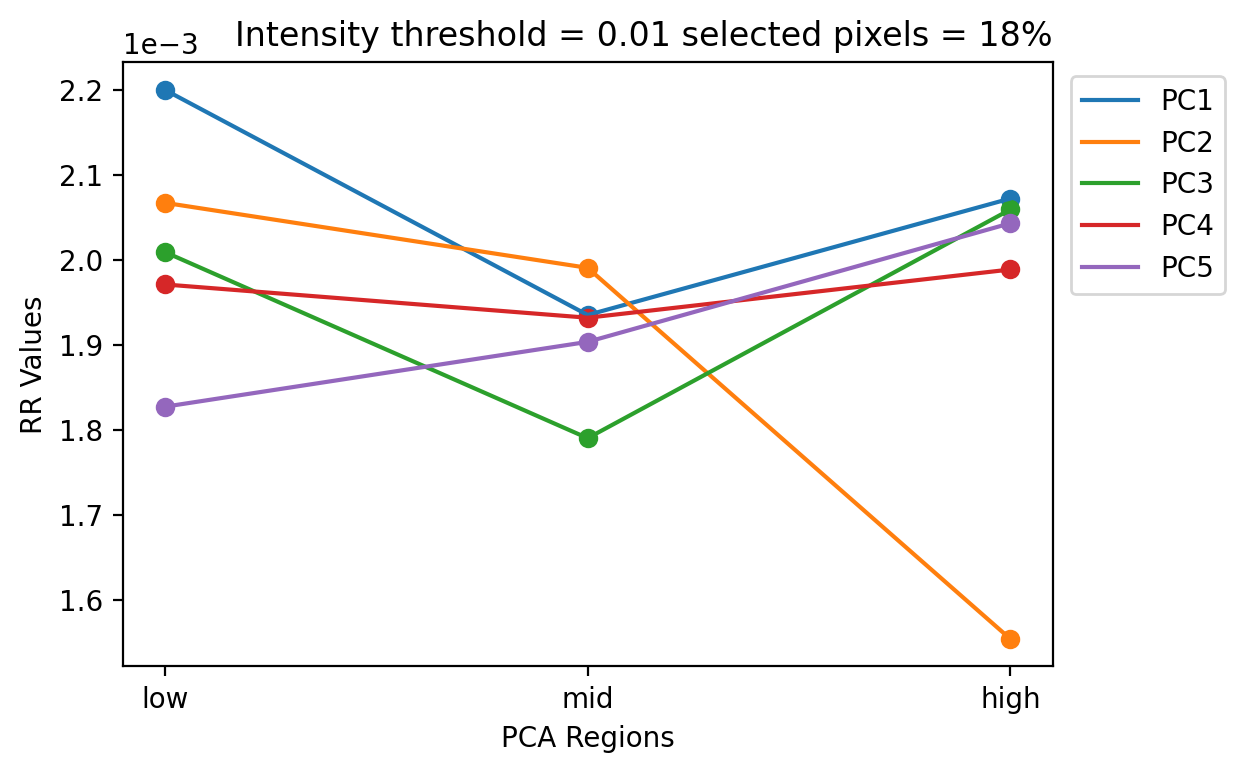 1e−3
Intensity threshold = 0.01 selected pixels = 18%
2.2
2.1
2.0
1.9
1.8
1.7
1.6
RR Values
low
mid
high
PCA Regions
PC1
PC2
PC3
PC4
PC5